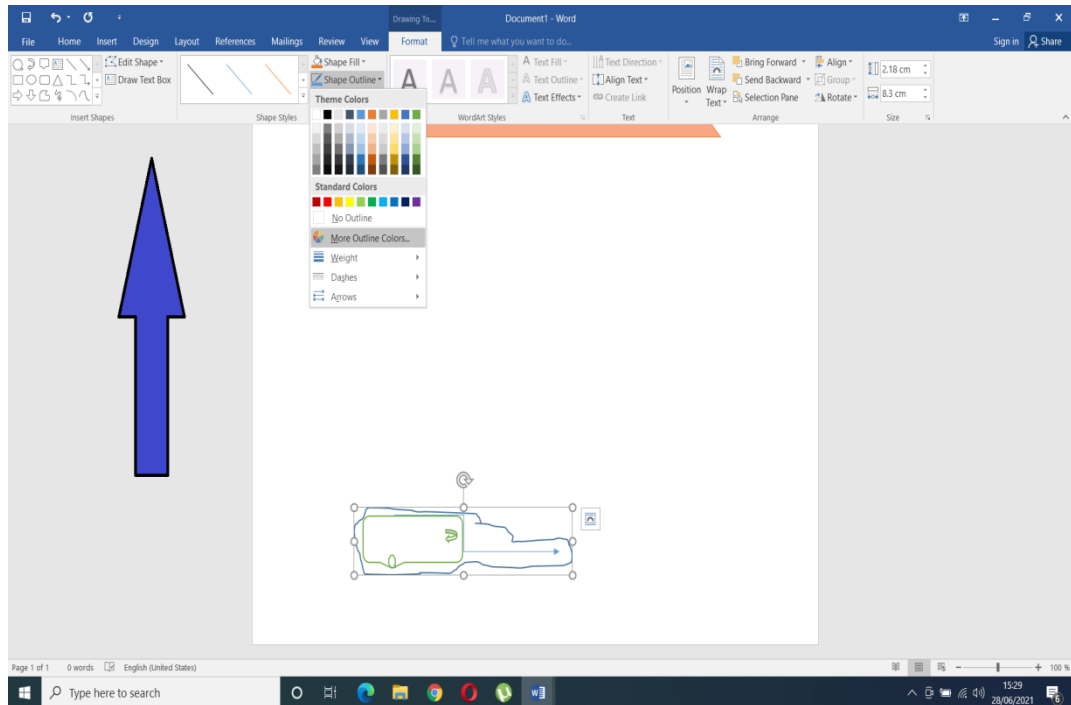 Drawing To... Document1 - Word
File Home Insert Design Layout References Mailings Review View Format Tell me what you want to do... Sign in Share
Edit Shape
Draw Text Box
Insert Shapes
Shape Fill
Shape Outline
Shape Styles
Theme Colors
Standard Colors
No Outline
More Outline Colors...
Weight
Dashes
Arrows
A A A
Text Fill
Text Outline
Text Effects
WordArt Styles
Text Direction
Align Text
Create Link
Text
Position Wrap Text
Bring Forward
Send Backward
Selection Pane
Align
Group
Rotate
Arrange
2.18 cm
8.3 cm
Size
Page 1 of 1 0 words English (United States) 100 %
Type here to search
15:29
28/06/2021
6